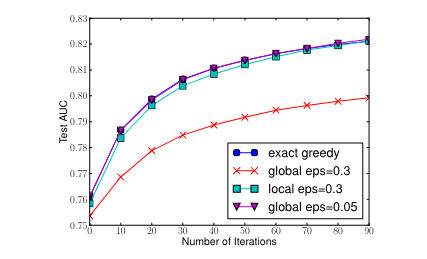 0.83
0.82
0.81
0.80
0.79
0.78
0.77
0.76
0.75
Test AUC
exact greedy
global eps=0.3
local eps=0.3
global eps=0.05
0 10 20 30 40 50 60 70 80 90
Number of Iterations